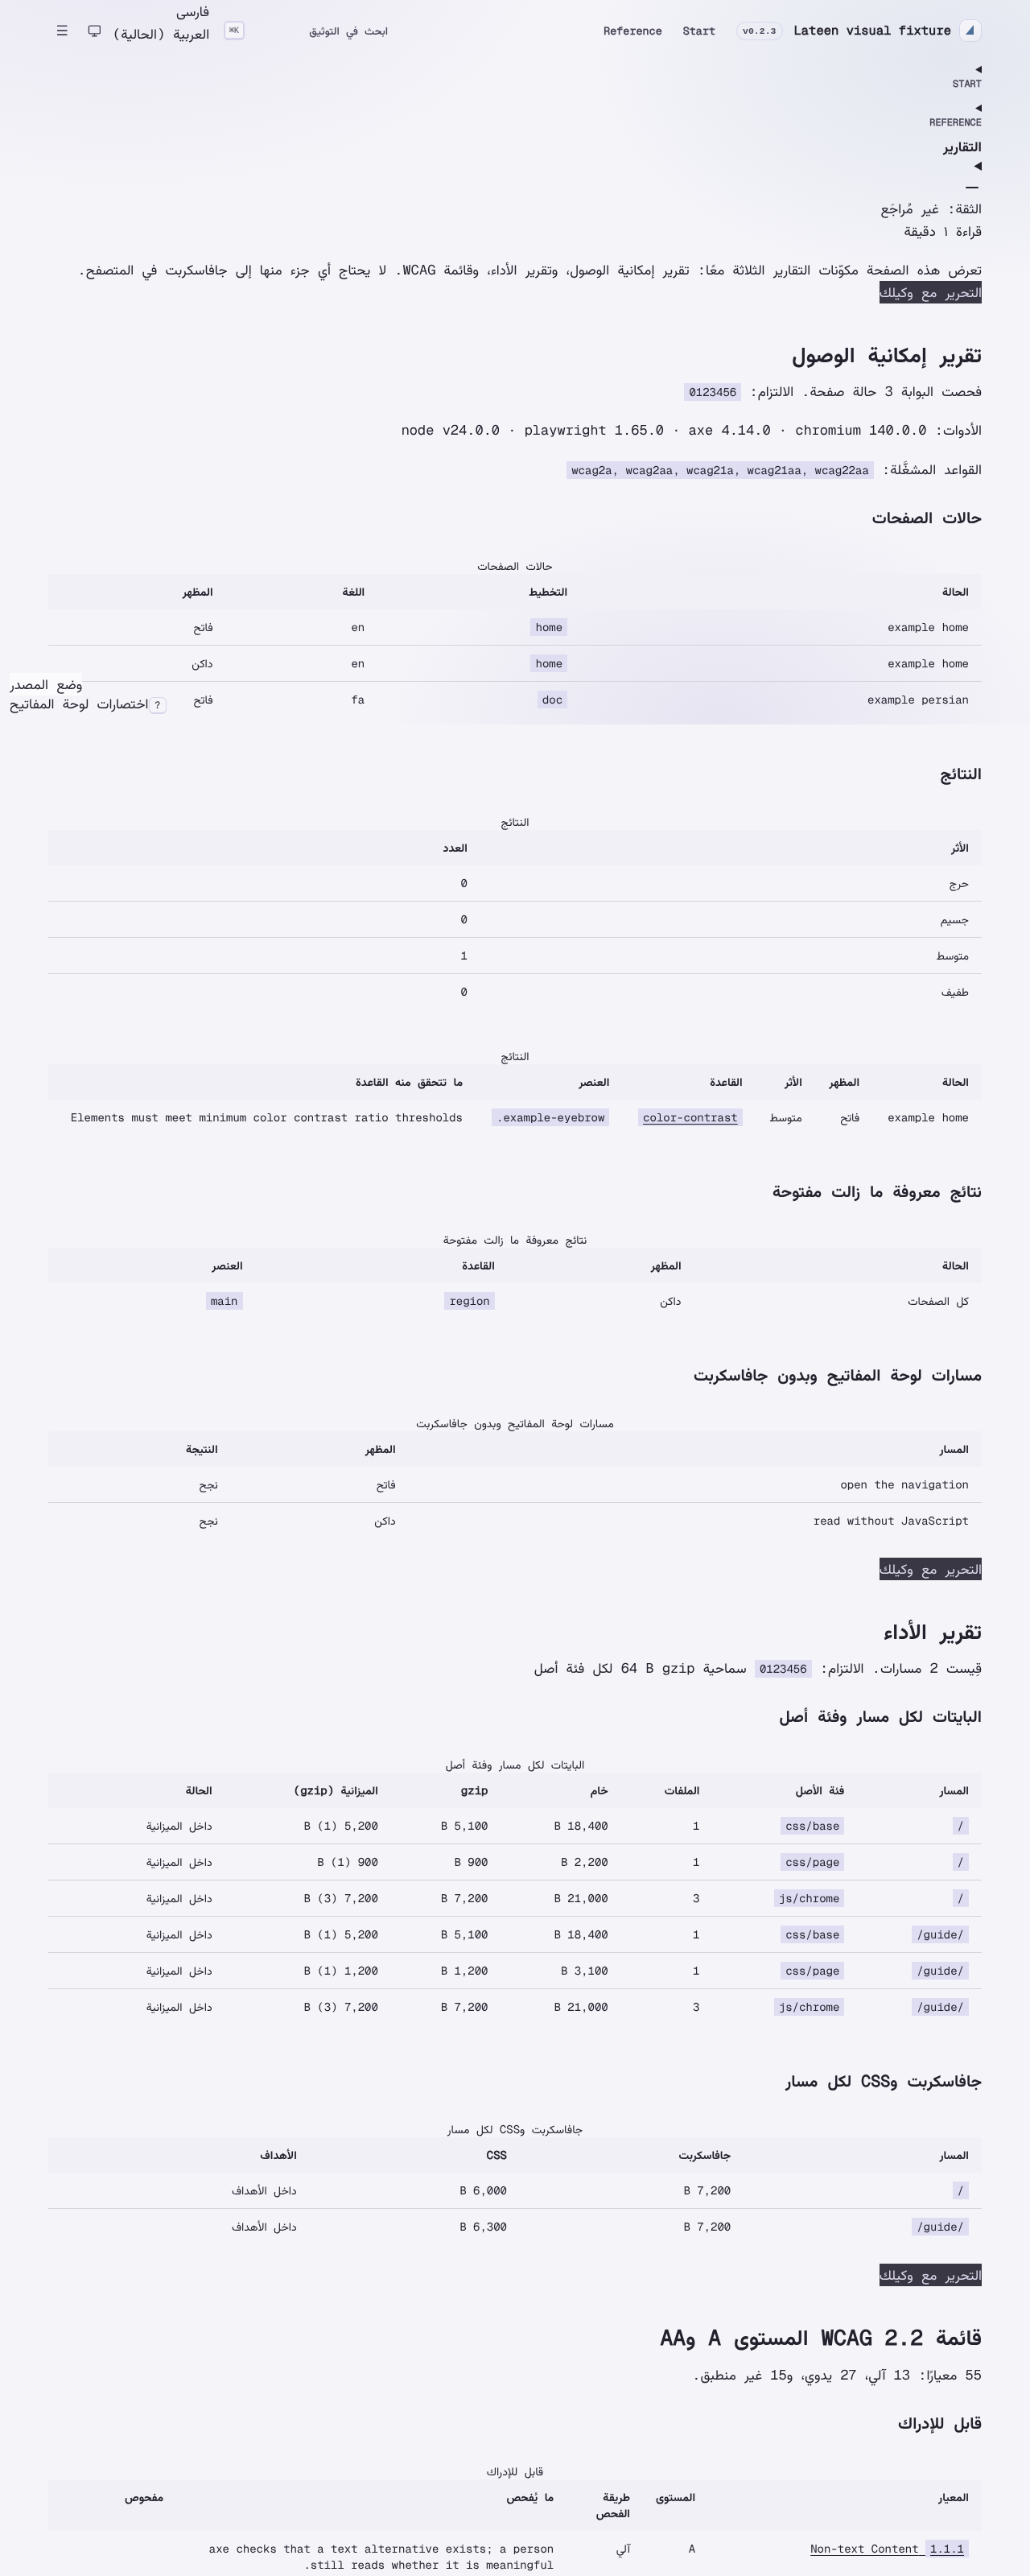 Lateen visual fixture v0.2.3 Start Reference ابحث في التوثيق ⌘K فارسی
العربية (الحالية)
START
REFERENCE
التقارير
الثقة: غير مُراجَع
قراءة ١ دقيقة
تعرض هذه الصفحة مكوّنات التقارير الثلاثة معًا: تقرير إمكانية الوصول، وتقرير الأداء، وقائمة WCAG. لا يحتاج أي جزء منها إلى جافاسكربت في المتصفح.
التحرير مع وكيلك
تقرير إمكانية الوصول
فحصت البوابة 3 حالة صفحة. الالتزام: 0123456
الأدوات: node v24.0.0 · playwright 1.65.0 · axe 4.14.0 · chromium 140.0.0
القواعد المشغَّلة: wcag2a, wcag2aa, wcag21a, wcag21aa, wcag22aa
حالات الصفحات
حالات الصفحات
الحالة التخطيط اللغة المظهر
example home home en فاتح
example home home en داكن
example persian doc fa فاتح
وضع المصدر
اختصارات لوحة المفاتيح ?
النتائج
النتائج
الأثر العدد
حرج 0
جسيم 0
متوسط 1
طفيف 0
النتائج
الحالة المظهر الأثر القاعدة العنصر ما تتحقق منه القاعدة
example home فاتح متوسط color-contrast .example-eyebrow Elements must meet minimum color contrast ratio thresholds
نتائج معروفة ما زالت مفتوحة
نتائج معروفة ما زالت مفتوحة
الحالة المظهر القاعدة العنصر
كل الصفحات داكن region main
مسارات لوحة المفاتيح وبدون جافاسكربت
مسارات لوحة المفاتيح وبدون جافاسكربت
المسار المظهر النتيجة
open the navigation فاتح نجح
read without JavaScript داكن نجح
التحرير مع وكيلك
تقرير الأداء
قِيست 2 مسارات. الالتزام: 0123456 سماحية 64 B gzip لكل فئة أصل
البايتات لكل مسار وفئة أصل
البايتات لكل مسار وفئة أصل
المسار فئة الأصل الملفات خام gzip الميزانية (gzip) الحالة
/ css/base 1 18,400 B 5,100 B 5,200 B (1) داخل الميزانية
/ css/page 1 2,200 B 900 B 900 B (1) داخل الميزانية
/ js/chrome 3 21,000 B 7,200 B 7,200 B (3) داخل الميزانية
/guide/ css/base 1 18,400 B 5,100 B 5,200 B (1) داخل الميزانية
/guide/ css/page 1 3,100 B 1,200 B 1,200 B (1) داخل الميزانية
/guide/ js/chrome 3 21,000 B 7,200 B 7,200 B (3) داخل الميزانية
جافاسكربت وCSS لكل مسار
جافاسكربت وCSS لكل مسار
المسار جافاسكربت CSS الأهداف
/ 7,200 B 6,000 B داخل الأهداف
/guide/ 7,200 B 6,300 B داخل الأهداف
التحرير مع وكيلك
قائمة WCAG 2.2 المستوى A وAA
55 معيارًا: 13 آلي، 27 يدوي، و15 غير منطبق.
قابل للإدراك
قابل للإدراك
المعيار المستوى طريقة الفحص ما يُفحص مفحوص
1.1.1 Non-text Content A آلي axe checks that a text alternative exists; a person
still reads whether it is meaningful.